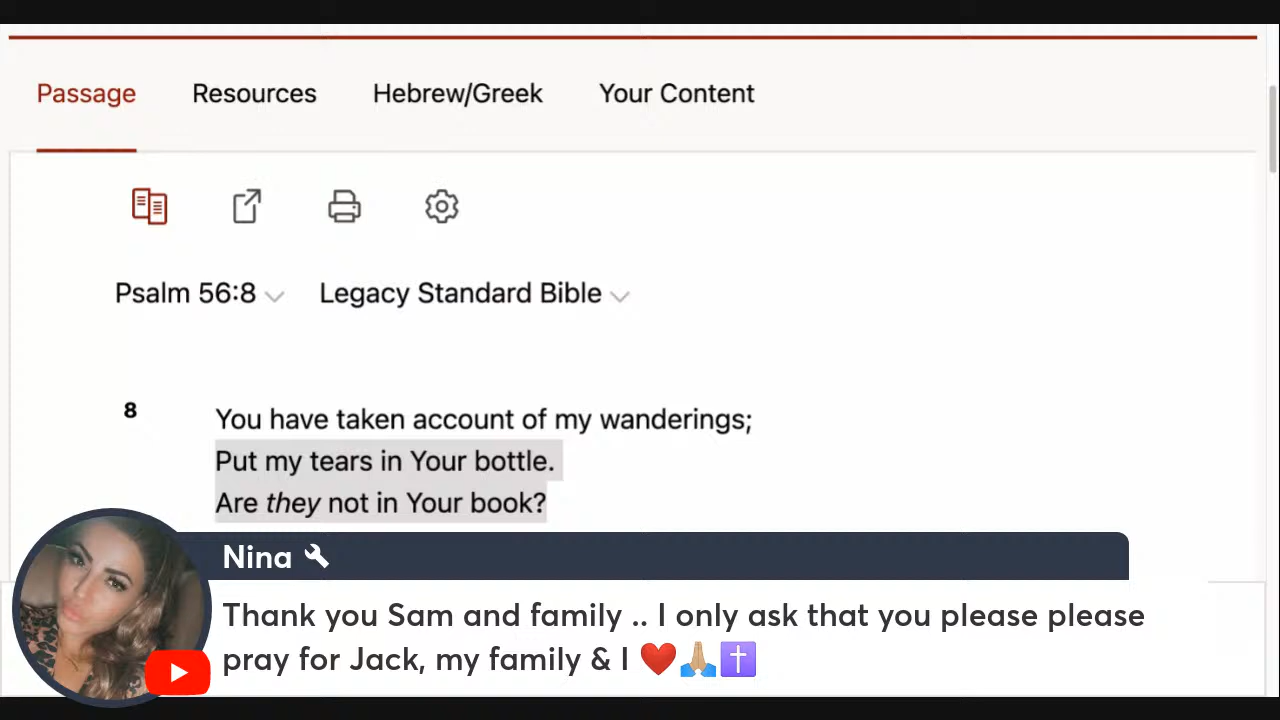 Passage Resources Hebrew/Greek Your Content
Psalm 56:8 Legacy Standard Bible
8 You have taken account of my wanderings;
Put my tears in Your bottle.
Are they not in Your book?
Nina
Thank you Sam and family .. I only ask that you please please
pray for Jack, my family & I ❤️🙏🏼✝️